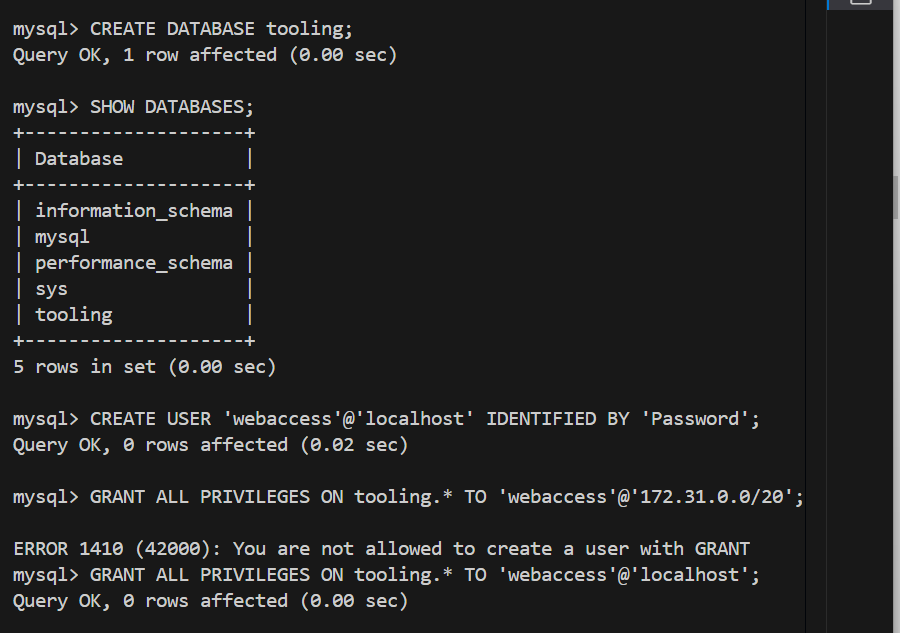 mysql> CREATE DATABASE tooling;
Query OK, 1 row affected (0.00 sec)
mysql> SHOW DATABASES;
+--------------------+
| Database           |
+--------------------+
| information_schema |
| mysql              |
| performance_schema |
| sys                |
| tooling            |
+--------------------+
5 rows in set (0.00 sec)
mysql> CREATE USER 'webaccess'@'localhost' IDENTIFIED BY 'Password';
Query OK, 0 rows affected (0.02 sec)
mysql> GRANT ALL PRIVILEGES ON tooling.* TO 'webaccess'@'172.31.0.0/20';
ERROR 1410 (42000): You are not allowed to create a user with GRANT
mysql> GRANT ALL PRIVILEGES ON tooling.* TO 'webaccess'@'localhost';
Query OK, 0 rows affected (0.00 sec)